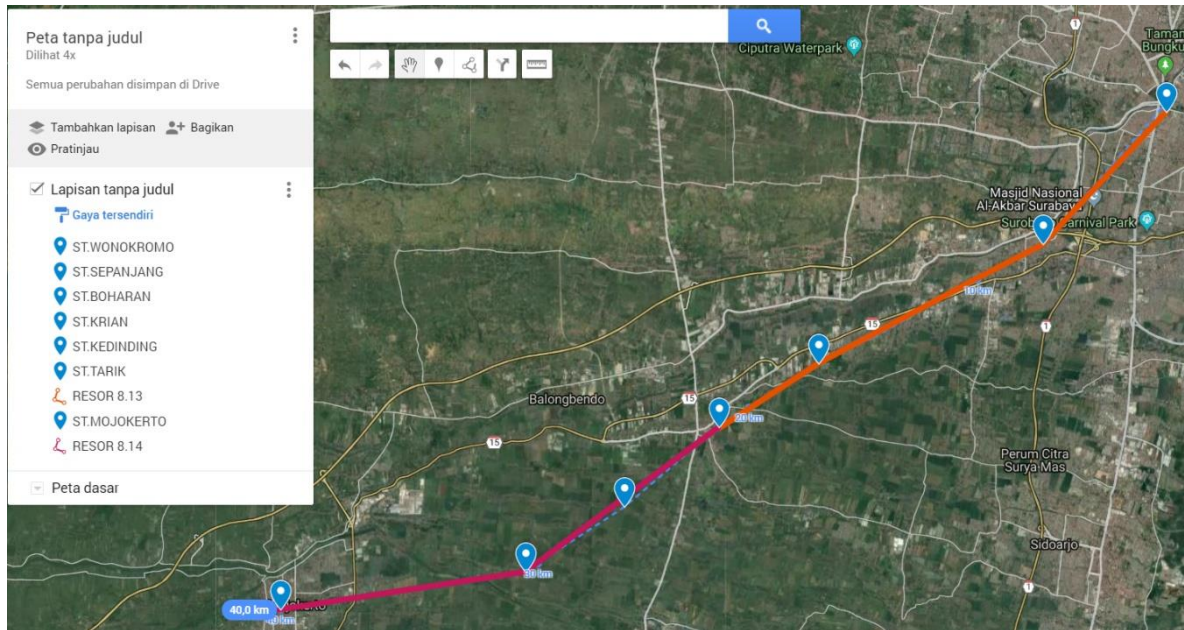 Peta tanpa judul
Dilihat 4x
Semua perubahan disimpan di Drive
Tambahkan lapisan
Bagikan
Pratinjau
Lapisan tanpa judul
Gaya tersendiri
ST.WONOKROMO
ST.SEPANJANG
ST.BOHARAN
ST.KRIAN
ST.KEDINDING
ST.TARIK
RESOR 8.13
ST.MOJOKERTO
RESOR 8.14
Peta dasar
1
Taman
Bungku
Ciputra Waterpark
Masjid Nasional
Al-Akbar Surabaya
Carnival Park
10 km
15
1
Balongbendo
15
20 km
15
Perum Citra
Surya Mas
Sidoarjo
30 km
1
40,0 km